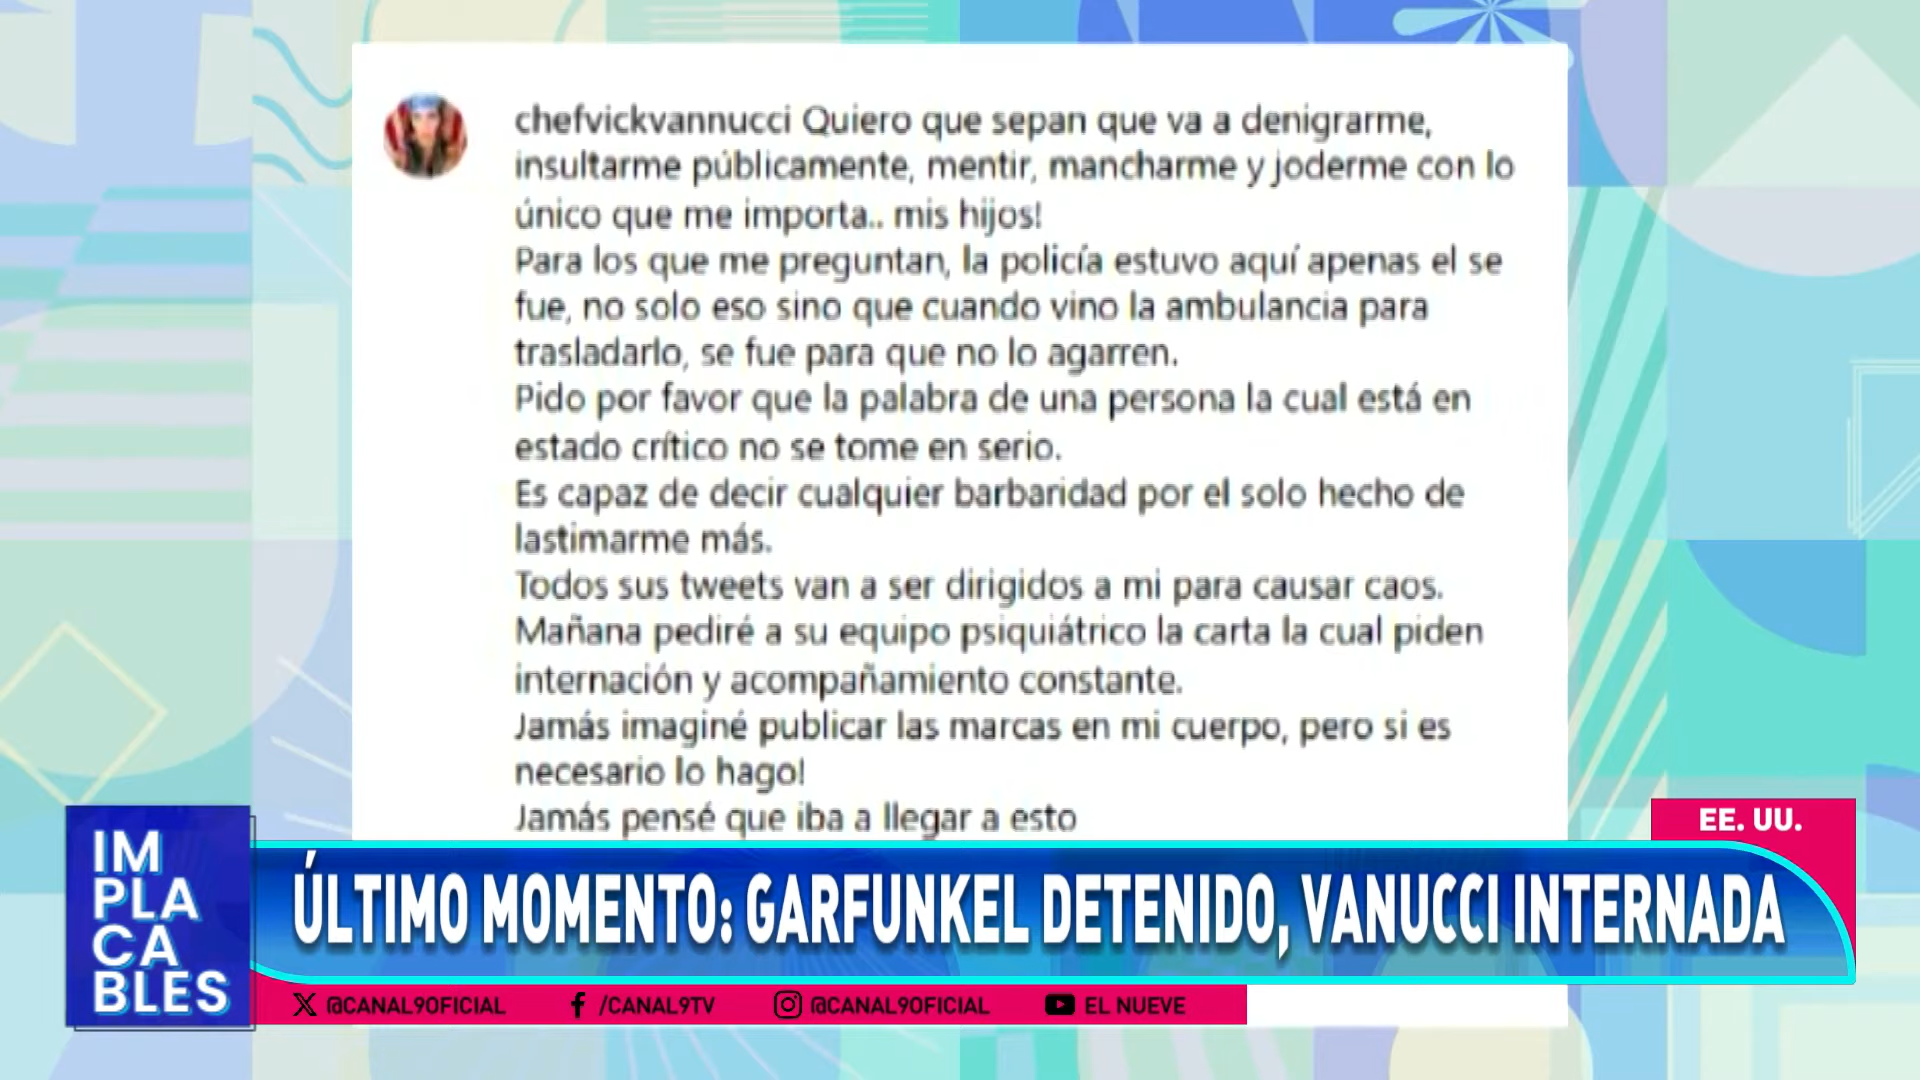 chefvickvannucci Quiero que sepan que va a denigrarme,
insultarme públicamente, mentir, mancharme y joderme con lo
único que me importa.. mis hijos!
Para los que me preguntan, la policía estuvo aquí apenas el se
fue, no solo eso sino que cuando vino la ambulancia para
trasladarlo, se fue para que no lo agarren.
Pido por favor que la palabra de una persona la cual está en
estado crítico no se tome en serio.
Es capaz de decir cualquier barbaridad por el solo hecho de
lastimarme más.
Todos sus tweets van a ser dirigidos a mi para causar caos.
Mañana pediré a su equipo psiquiátrico la carta la cual piden
internación y acompañamiento constante.
Jamás imaginé publicar las marcas en mi cuerpo, pero si es
necesario lo hago!
Jamás pensé que iba a llegar a esto
EE. UU.
IM
PLA
CA
BLES
ÚLTIMO MOMENTO: GARFUNKEL DETENIDO, VANUCCI INTERNADA
@CANAL9OFICIAL /CANAL9TV @CANAL9OFICIAL EL NUEVE